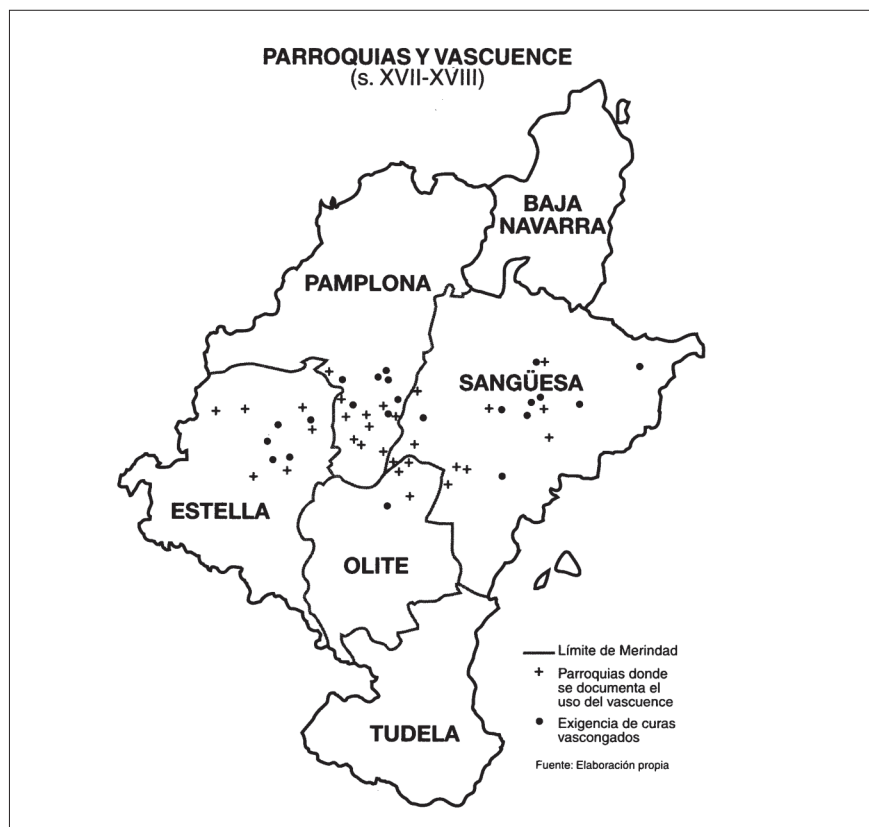 PARROQUIAS Y VASCUENCE
(s. XVII-XVIII)
BAJA
NAVARRA
PAMPLONA
SANGÜESA
ESTELLA
OLITE
TUDELA
Límite de Merindad
+ Parroquias donde
se documenta el
uso del vascuence
• Exigencia de curas
vascongados
Fuente: Elaboración propia